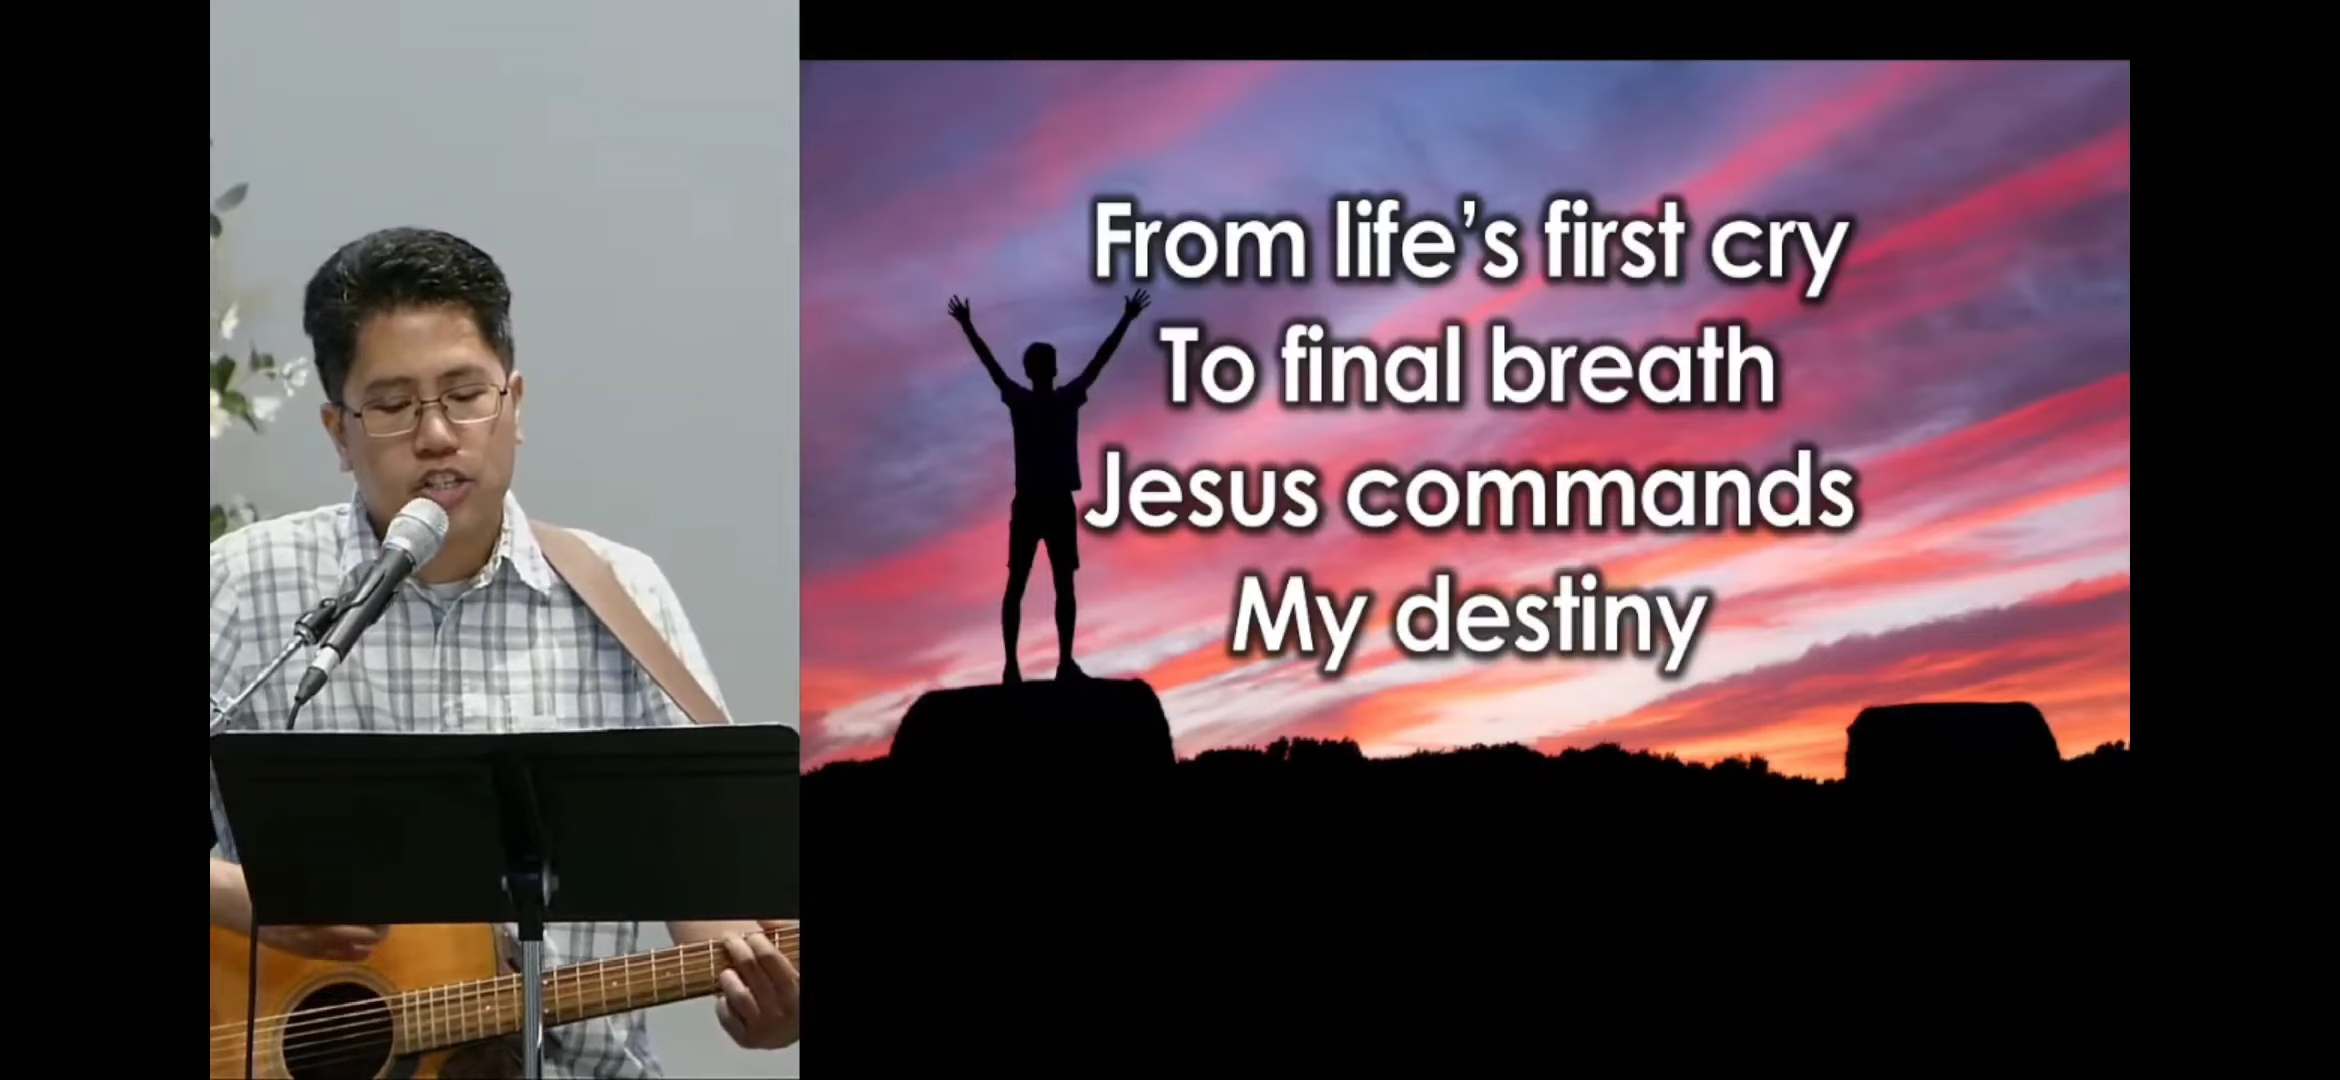 From life’s first cry
To final breath
Jesus commands
My destiny